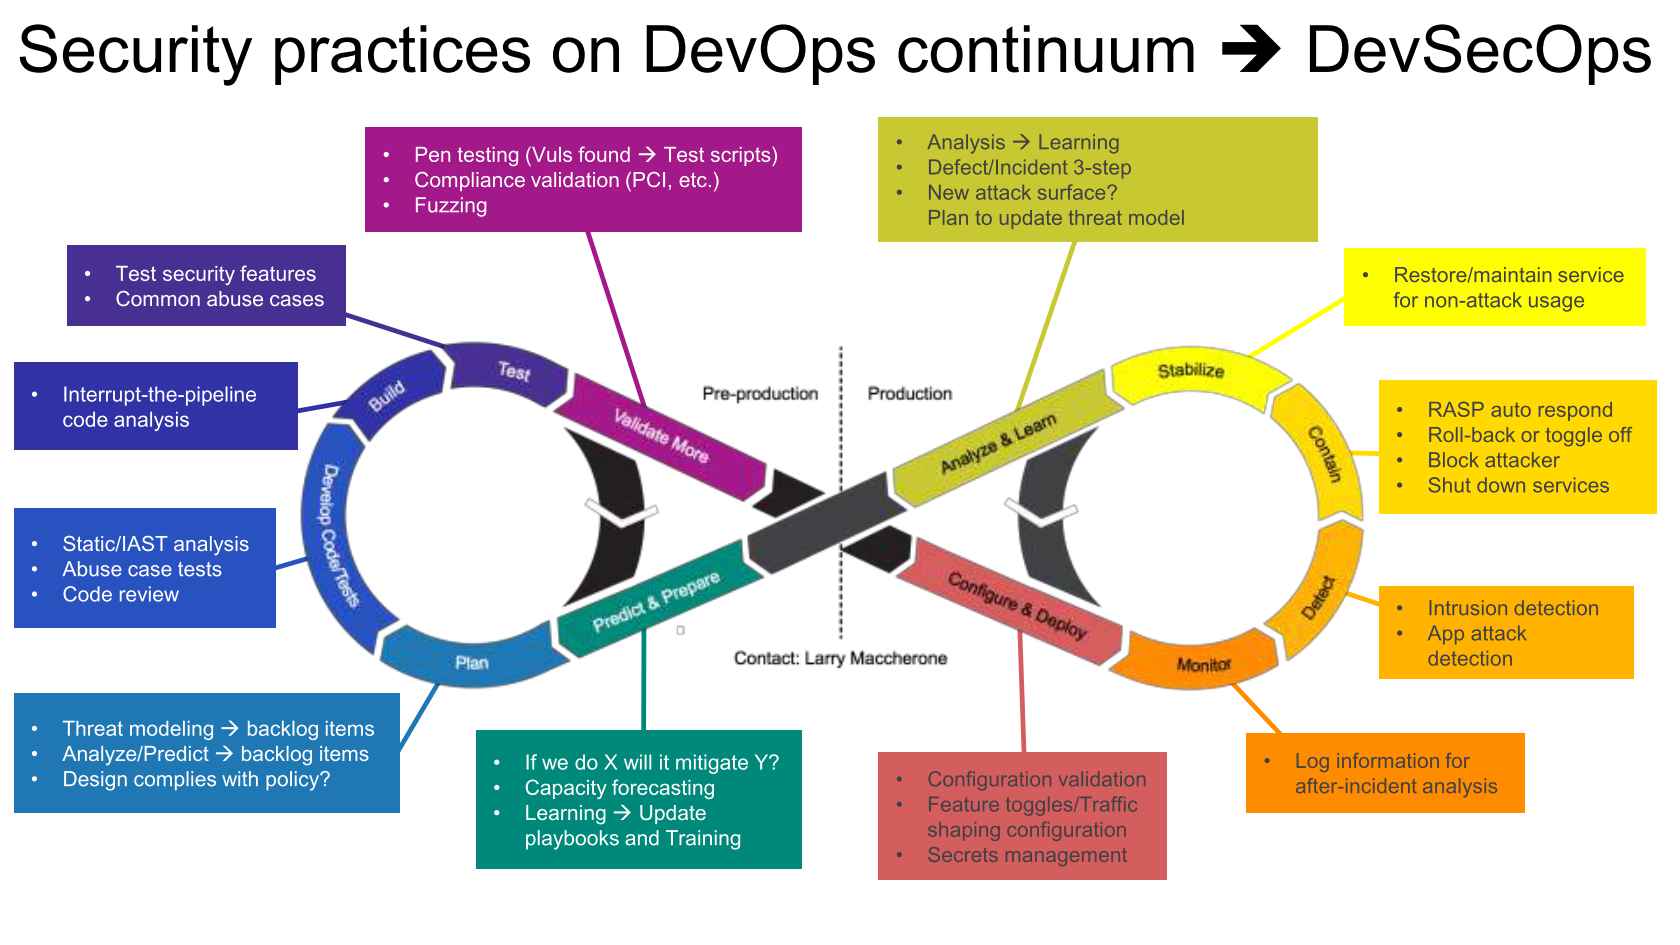 Security practices on DevOps continuum → DevSecOps
• Pen testing (Vuls found → Test scripts)
• Compliance validation (PCI, etc.)
• Fuzzing
• Analysis → Learning
• Defect/Incident 3-step
• New attack surface?
Plan to update threat model
• Test security features
• Common abuse cases
• Restore/maintain service
for non-attack usage
• Interrupt-the-pipeline
code analysis
• RASP auto respond
• Roll-back or toggle off
• Block attacker
• Shut down services
• Static/IAST analysis
• Abuse case tests
• Code review
• Intrusion detection
• App attack
detection
• Threat modeling → backlog items
• Analyze/Predict → backlog items
• Design complies with policy?
• If we do X will it mitigate Y?
• Capacity forecasting
• Learning → Update
playbooks and Training
• Configuration validation
• Feature toggles/Traffic
shaping configuration
• Secrets management
• Log information for
after-incident analysis
Pre-production
Production
Plan
Develop Code/Tests
Build
Test
Validate More
Configure & Deploy
Monitor
Detect
Contain
Stabilize
Analyze & Learn
Predict & Prepare
Contact: Larry Maccherone